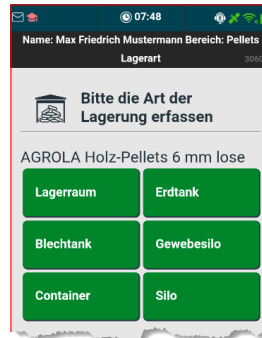 07:48
Name: Max Friedrich Mustermann Bereich: Pellets
Lagerart
3060
Bitte die Art der
Lagerung erfassen
AGROLA Holz-Pellets 6 mm lose
Lagerraum
Erdtank
Blechtank
Gewebesilo
Container
Silo